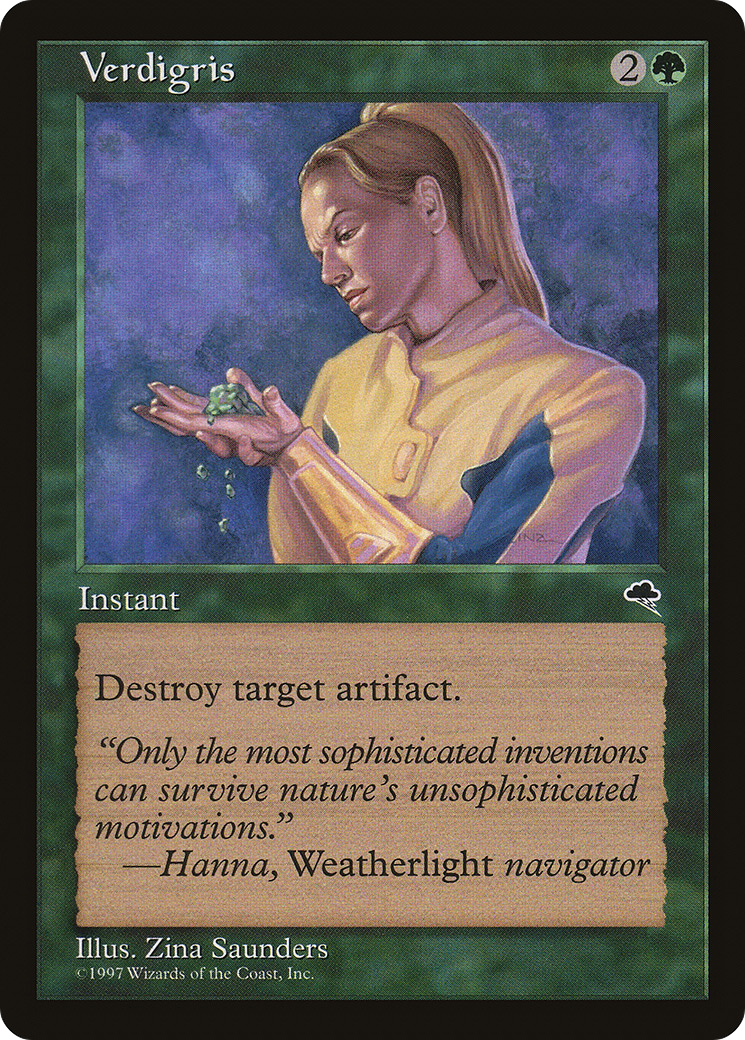 Verdigris 2
INZ
Instant
Destroy target artifact.
“Only the most sophisticated inventions
can survive nature’s unsophisticated
motivations.”
—Hanna, Weatherlight navigator
Illus. Zina Saunders
©1997 Wizards of the Coast, Inc.